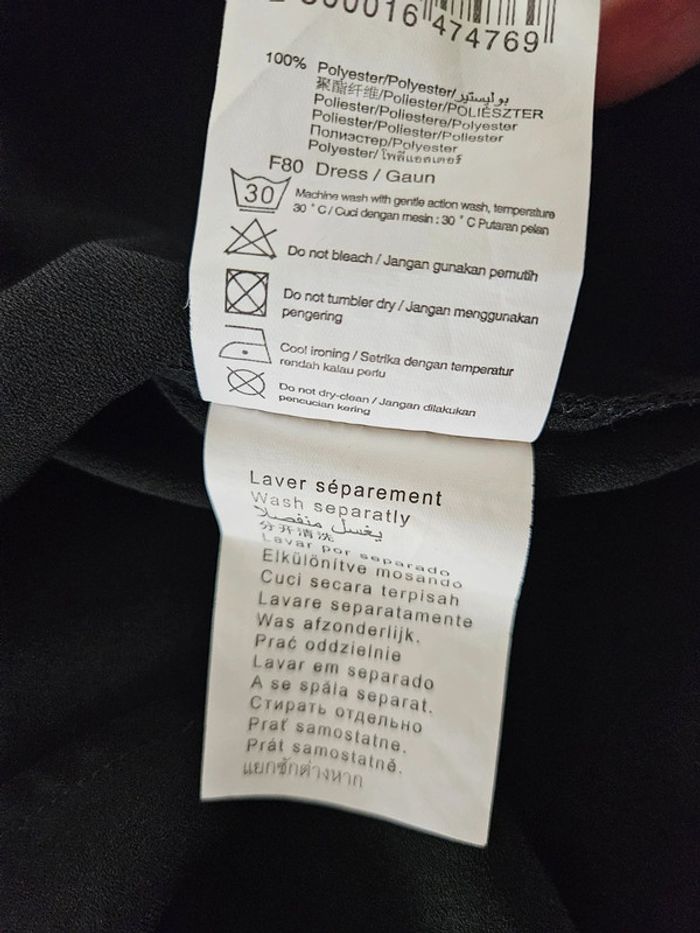 474769
100% Polyester/Polyester/بوليستير
聚酯纤维/Poliester/POLIÉSZTER
Poliester/Poliestere/Polyester
Poliester/Poliester/Poliester
Полиэстер/Polyester
Polyester/โพลีเเอสเตอร์
F80 Dress / Gaun
30 Machine wash with gentle action wash, temperature
30 ° C / Cuci dengan mesin : 30 ° C Putaran pelan
Do not bleach / Jangan gunakan pemutih
Do not tumbler dry / Jangan menggunakan
pengering
Cool ironing / Setrika dengan temperatur
rendah kalau perlu
Do not dry-clean / Jangan dilakukan
pencucian kering
Laver séparement
Wash separatly
يغسل منفصلا
分开清洗
Lavar por separado
Elkülönítve mosandó
Cuci secara terpisah
Lavare separatamente
Was afzonderlijk.
Prać oddzielnie
Lavar em separado
A se spăla separat.
Стирать отдельно
Prať samostatne.
Prát samostatně.
แยกซักต่างหาก